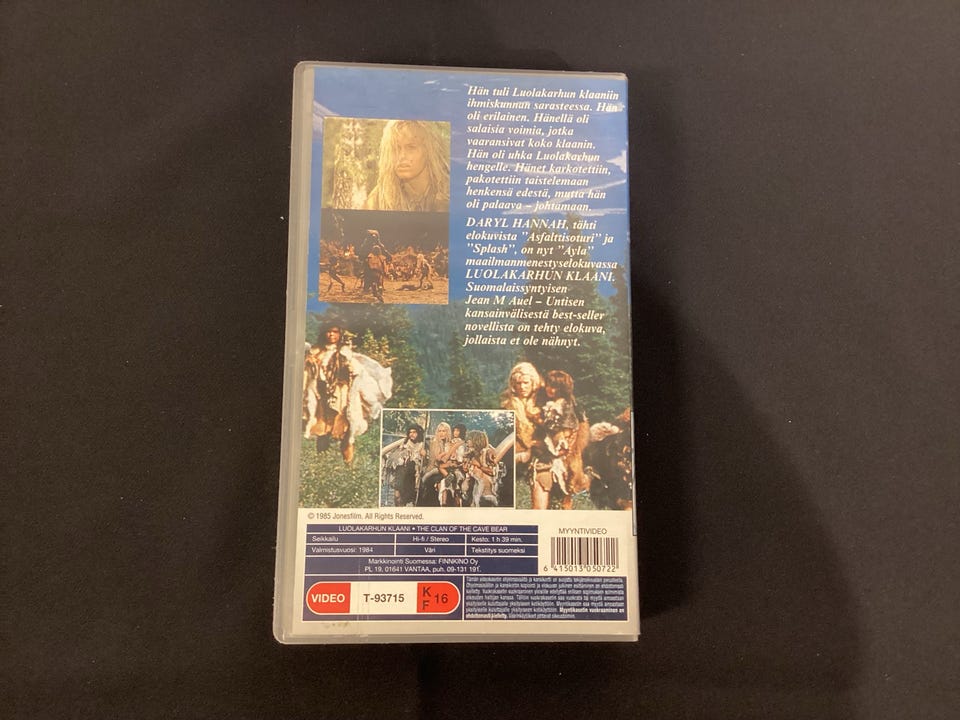 Hän tuli Luolakarhun klaaniin
ihmiskunnan sarasteessa. Hän
oli erilainen. Hänellä oli
salaisia voimia, jotka
vaaransivat koko klaanin.
Hän oli uhka Luolakarhun
hengelle. Hänet karkotettiin,
pakotettiin taistelemaan
henkensä edestä, mutta hän
oli palaava – johtamaan.
DARYL HANNAH, tähti
elokuvista "Asfalttisoturi" ja
"Splash", on nyt "Ayla"
maailmanmenestyselokuvassa
LUOLAKARHUN KLAANI.
Suomalaissyntyisen
Jean M Auel – Untisen
kansainvälisestä best-seller
novellista on tehty elokuva,
jollaista et ole nähnyt.
© 1985 Jonesfilm. All Rights Reserved.
LUOLAKARHUN KLAANI • THE CLAN OF THE CAVE BEAR
Seikkailu Hi-fi / Stereo Kesto: 1 h 39 min.
Valmistusvuosi: 1984 Väri Tekstitys suomeksi
Markkinointi Suomessa: FINNKINO Oy
PL 19, 01641 VANTAA, puh. 09-131 191.
MYYNTIVIDEO
6 415013 050722
VIDEO T-93715 K F 16